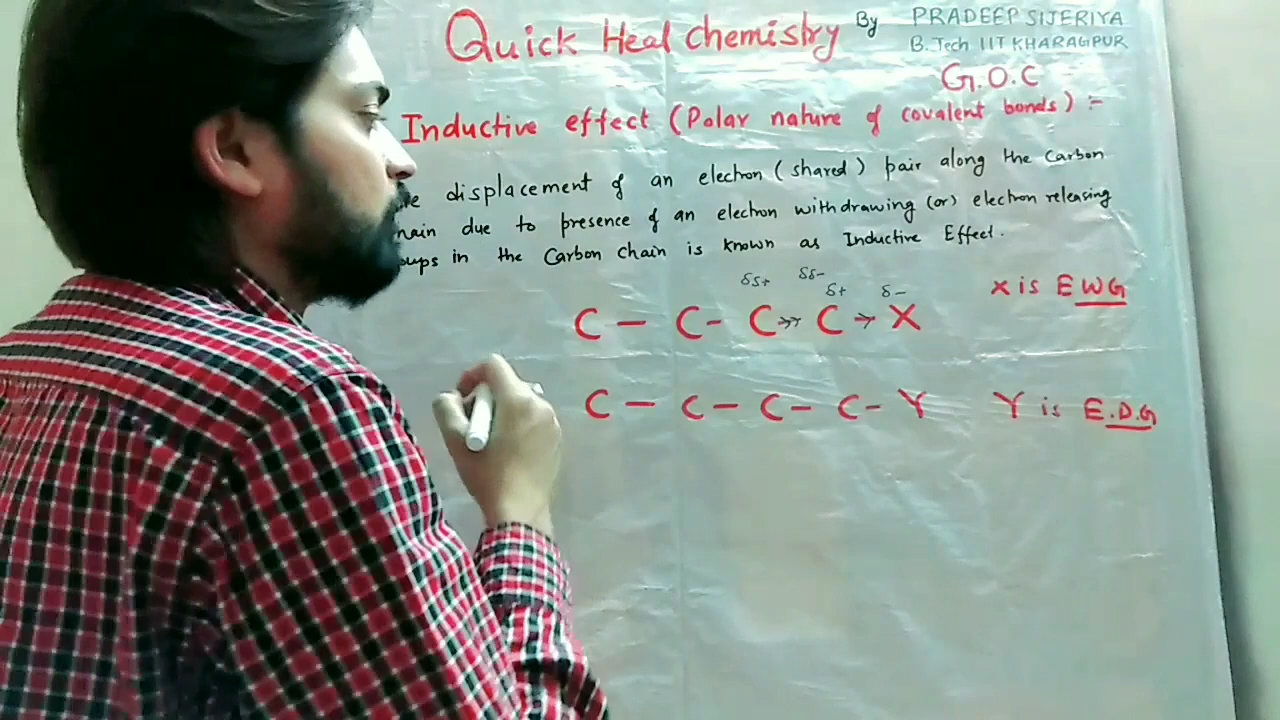 Quick Heal chemistry By PRADEEP SIJERIYA
B.Tech IIT KHARAGPUR
G.O.C
Inductive effect (Polar nature of covalent bonds) :-
displacement of an electron (shared) pair along the Carbon
due to presence of an electron withdrawing (or) electron releasing
in the Carbon chain is known as Inductive Effect.
δδ+ δδ-
δ+ δ-
C - C - C ->> C -> X X is EWG
C - C - C - C - Y Y is E.D.G